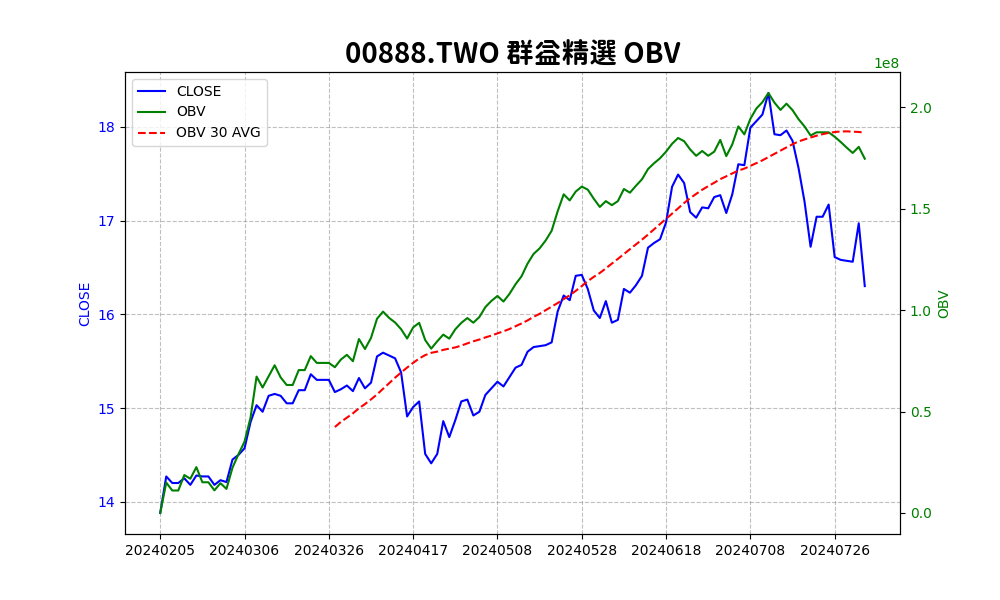 00888.TWO 群益精選 OBV
1e8
CLOSE
OBV
OBV 30 AVG
18
17
16
15
14
CLOSE
2.0
1.5
1.0
0.5
0.0
OBV
20240205 20240306 20240326 20240417 20240508 20240528 20240618 20240708 20240726